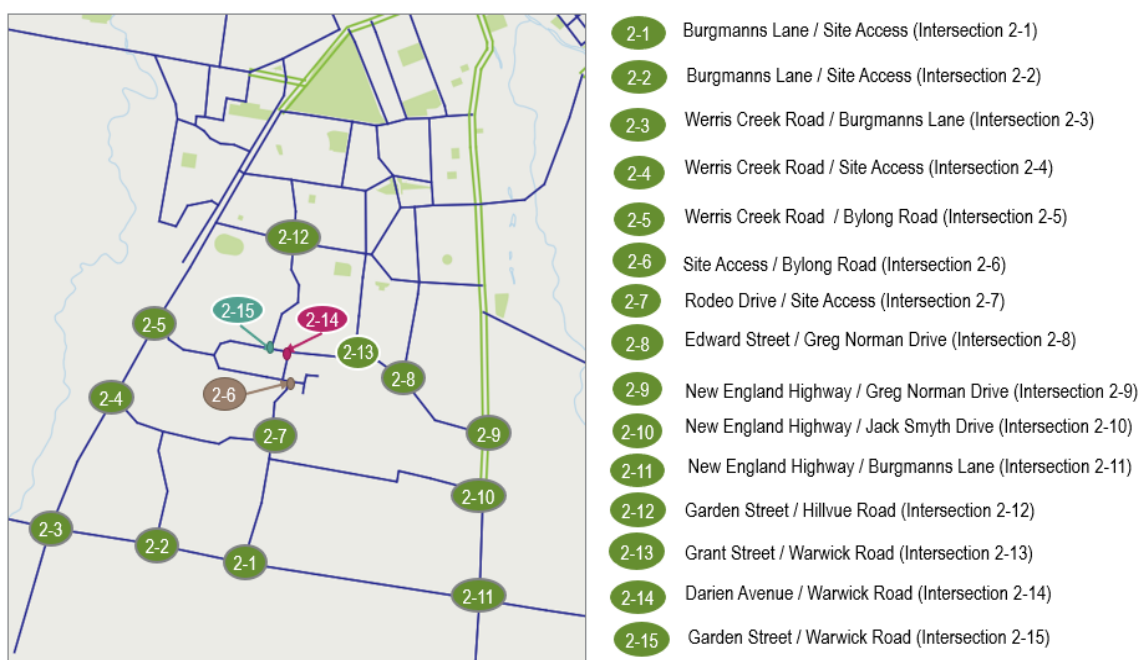 2-12
2-15
2-14
2-5
2-13
2-8
2-6
2-4
2-7
2-9
2-10
2-3
2-2
2-1
2-11
2-1 Burgmanns Lane / Site Access (Intersection 2-1)
2-2 Burgmanns Lane / Site Access (Intersection 2-2)
2-3 Werris Creek Road / Burgmanns Lane (Intersection 2-3)
2-4 Werris Creek Road / Site Access (Intersection 2-4)
2-5 Werris Creek Road / Bylong Road (Intersection 2-5)
2-6 Site Access / Bylong Road (Intersection 2-6)
2-7 Rodeo Drive / Site Access (Intersection 2-7)
2-8 Edward Street / Greg Norman Drive (Intersection 2-8)
2-9 New England Highway / Greg Norman Drive (Intersection 2-9)
2-10 New England Highway / Jack Smyth Drive (Intersection 2-10)
2-11 New England Highway / Burgmanns Lane (Intersection 2-11)
2-12 Garden Street / Hillvue Road (Intersection 2-12)
2-13 Grant Street / Warwick Road (Intersection 2-13)
2-14 Darien Avenue / Warwick Road (Intersection 2-14)
2-15 Garden Street / Warwick Road (Intersection 2-15)